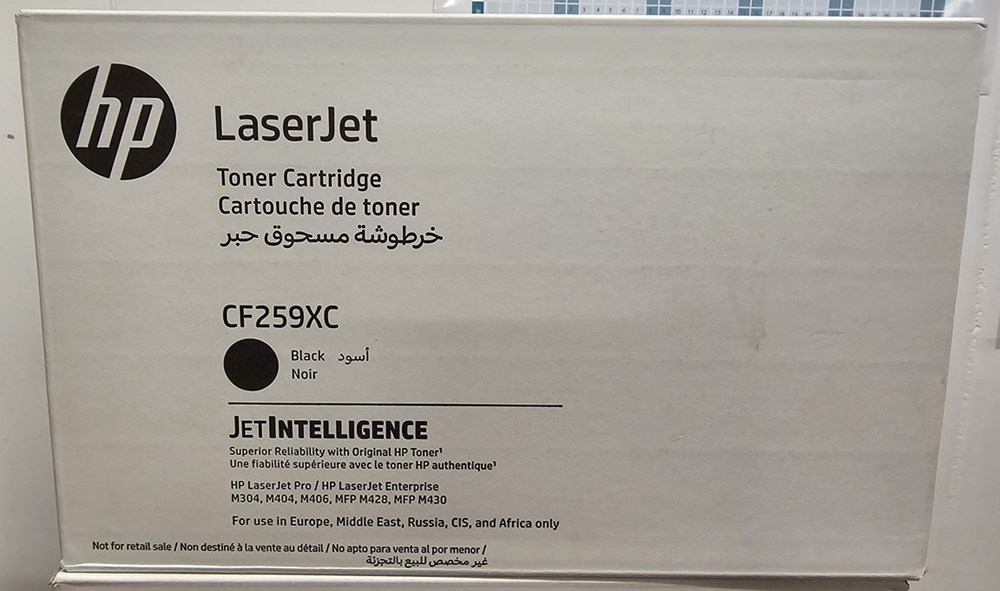 hp
LaserJet
Toner Cartridge
Cartouche de toner
خرطوشة مسحوق حبر
CF259XC
Black أسود
Noir
JETINTELLIGENCE
Superior Reliability with Original HP Toner¹
Une fiabilité supérieure avec le toner HP authentique¹
HP LaserJet Pro / HP LaserJet Enterprise
M304, M404, M406, MFP M428, MFP M430
For use in Europe, Middle East, Russia, CIS, and Africa only
Not for retail sale / Non destiné à la vente au détail / No apto para venta al por menor /
غير مخصص للبيع بالتجزئة